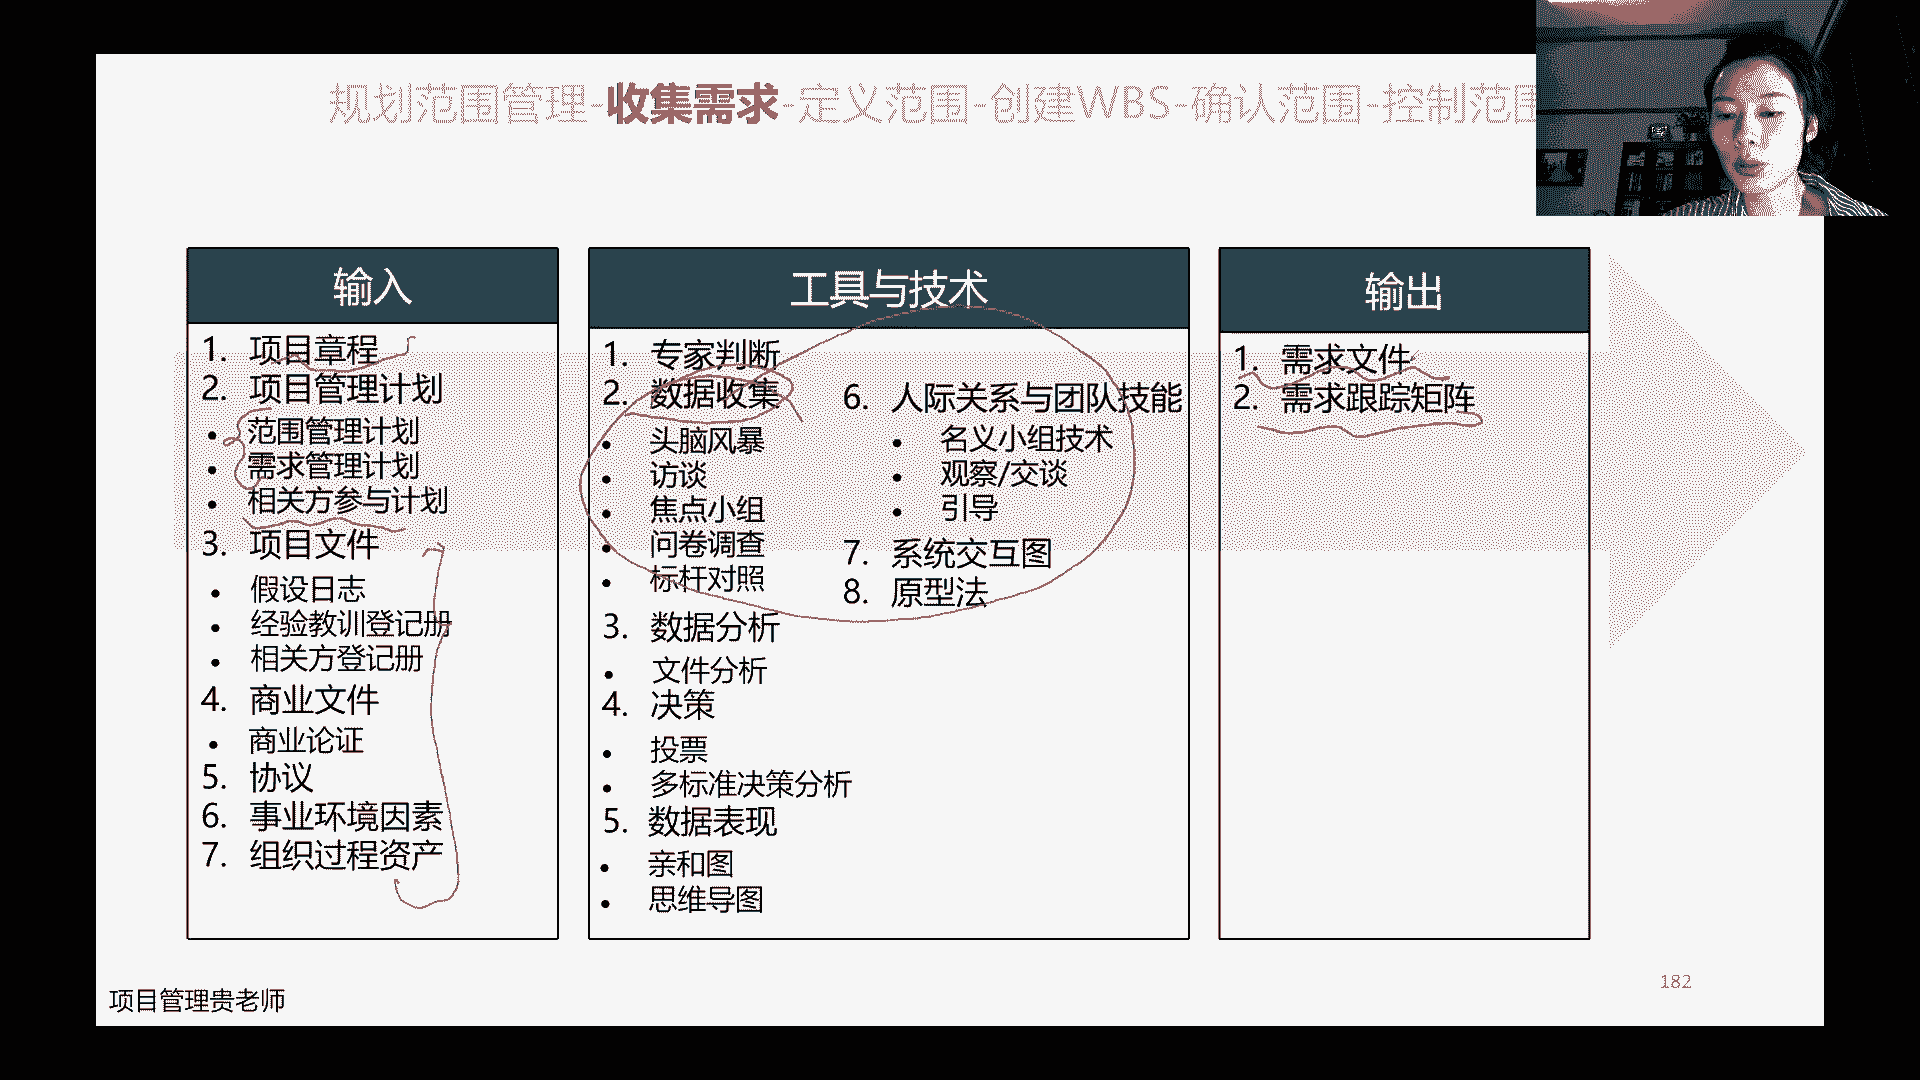 规划范围管理-收集需求-定义范围-创建WBS-确认范围-控制范围
输入
1. 项目章程
2. 项目管理计划
• 范围管理计划
• 需求管理计划
• 相关方参与计划
3. 项目文件
• 假设日志
• 经验教训登记册
• 相关方登记册
4. 商业文件
• 商业论证
5. 协议
6. 事业环境因素
7. 组织过程资产
工具与技术
1. 专家判断
2. 数据收集
• 头脑风暴
• 访谈
• 焦点小组
• 问卷调查
• 标杆对照
3. 数据分析
• 文件分析
4. 决策
• 投票
• 多标准决策分析
5. 数据表现
• 亲和图
• 思维导图
6. 人际关系与团队技能
• 名义小组技术
• 观察/交谈
• 引导
7. 系统交互图
8. 原型法
输出
1. 需求文件
2. 需求跟踪矩阵
项目管理贵老师
182